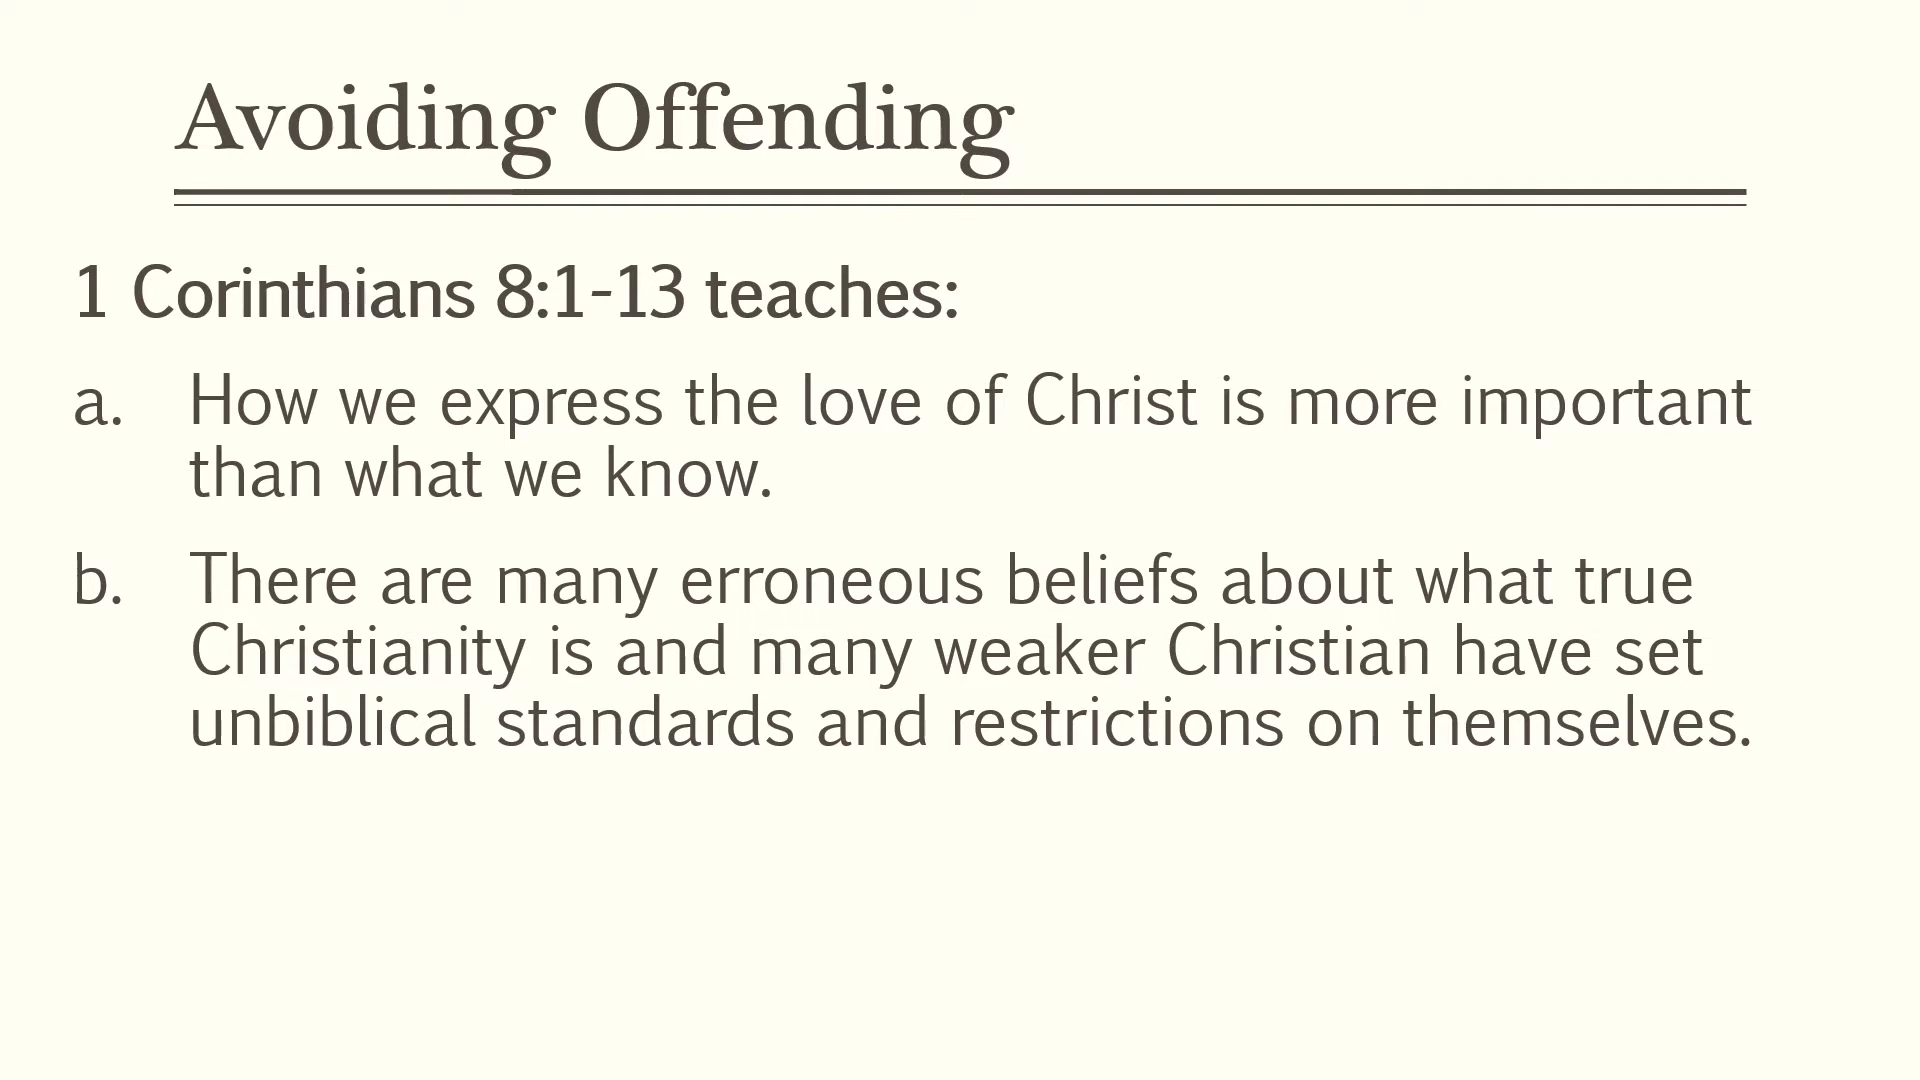 Avoiding Offending
1 Corinthians 8:1-13 teaches:
a. How we express the love of Christ is more important
than what we know.
b. There are many erroneous beliefs about what true
Christianity is and many weaker Christian have set
unbiblical standards and restrictions on themselves.